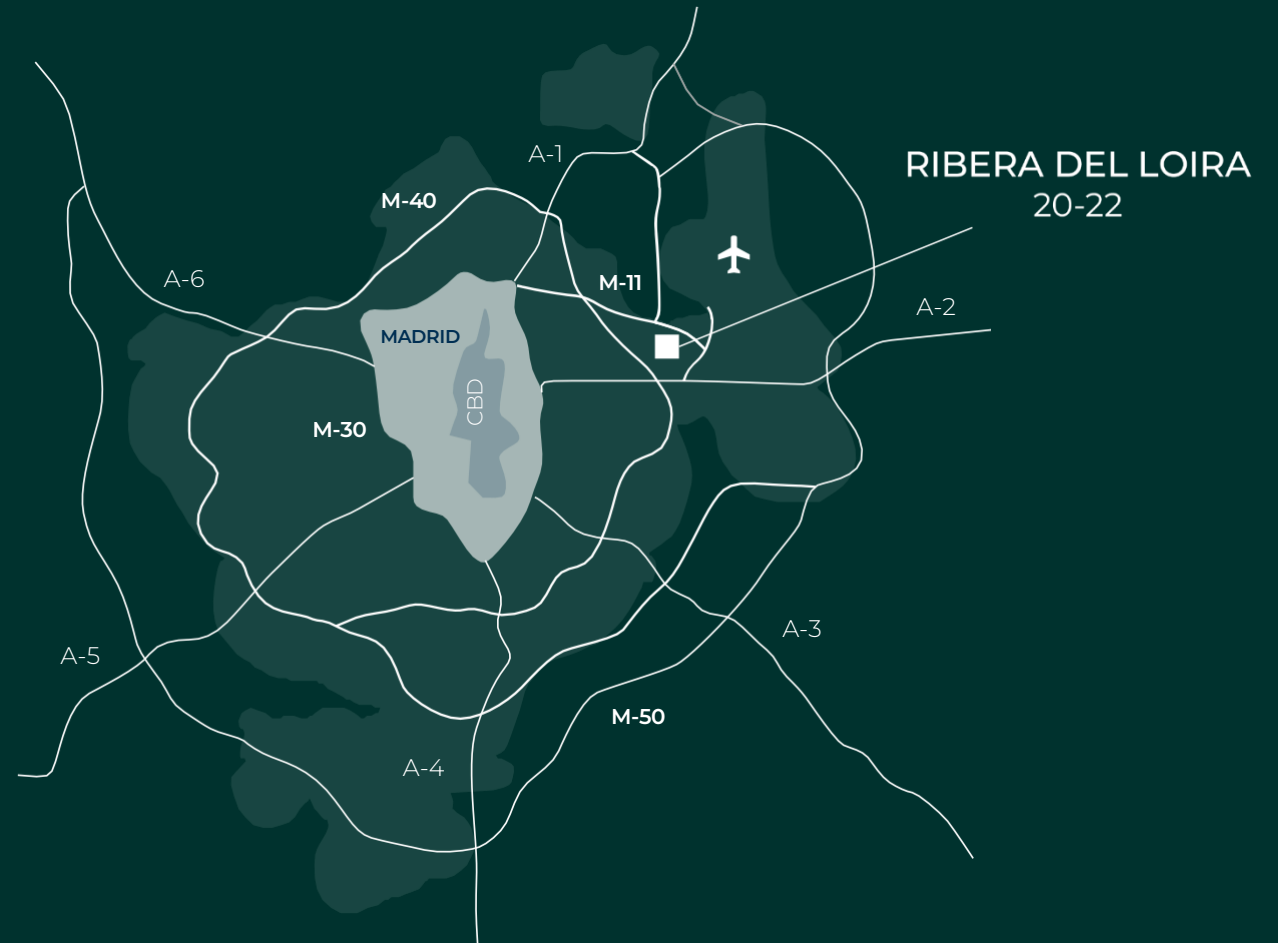 A-1
RIBERA DEL LOIRA
20-22
M-40
A-6
M-11
A-2
MADRID
CBD
M-30
A-3
A-5
M-50
A-4